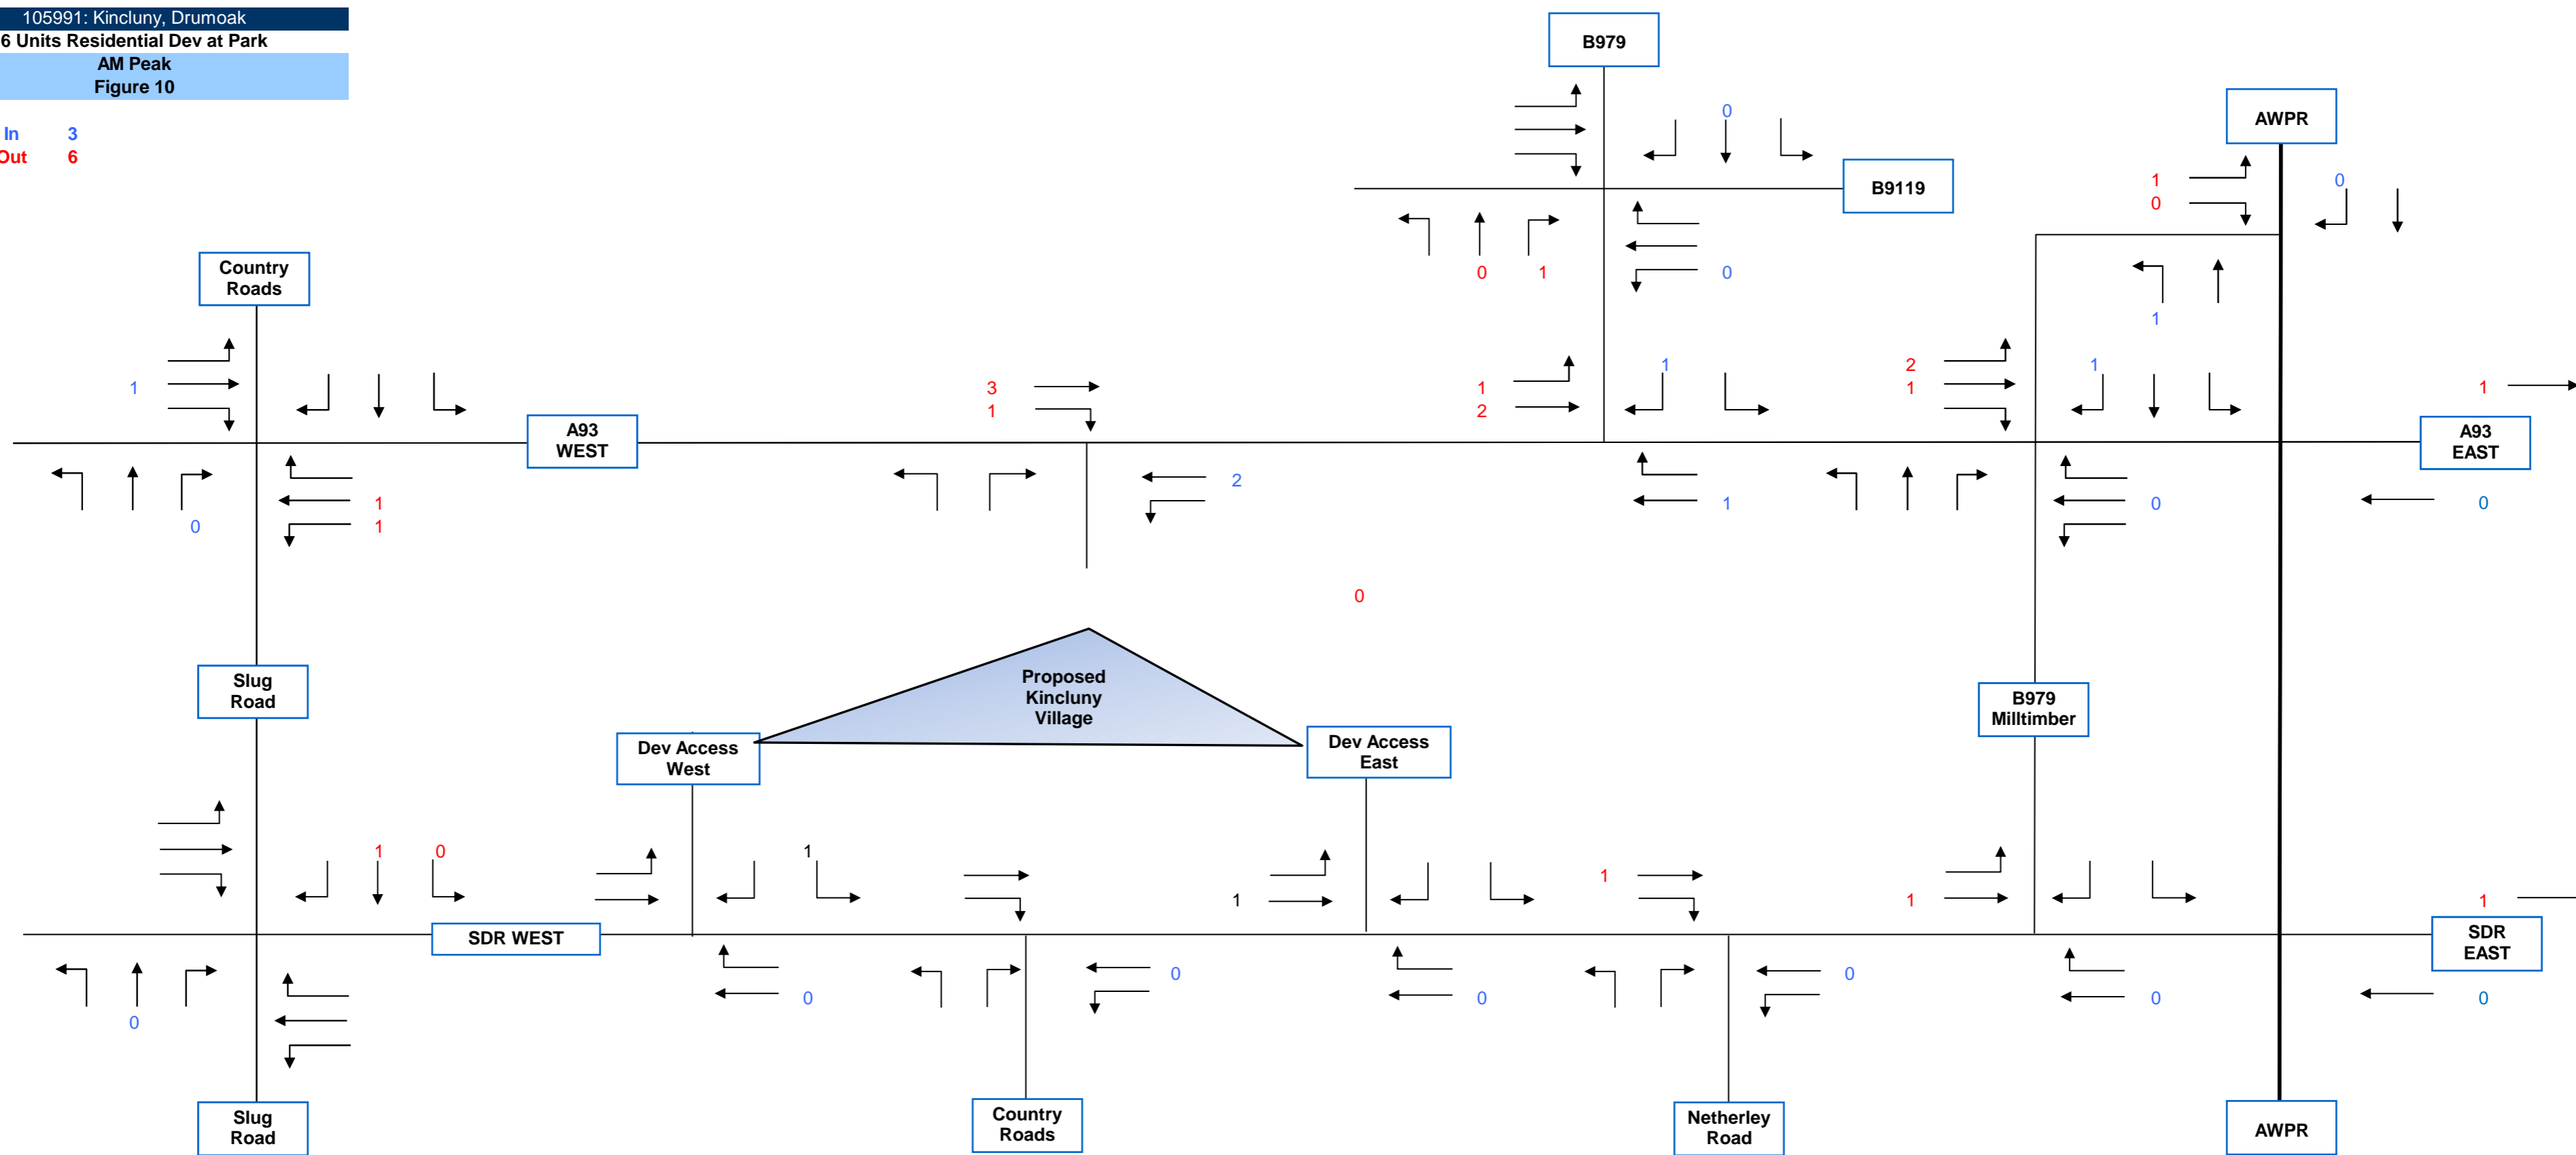 105991: Kincluny, Drumoak
6 Units Residential Dev at Park
AM Peak
Figure 10
In 3
Out 6
B979
AWPR
0
B9119
1
0
0
0 1
0
Country
Roads
1
1
3
1
1
2
1
2
1
1
1
A93
WEST
A93
EAST
1
1
0
2
1
0
0
0
Proposed
Kincluny
Village
Slug
Road
B979
Milltimber
Dev Access
West
Dev Access
East
1 0
1
1
1
1
1
SDR WEST
SDR
EAST
0
0
0
0
0
0
0
Slug
Road
Country
Roads
Netherley
Road
AWPR